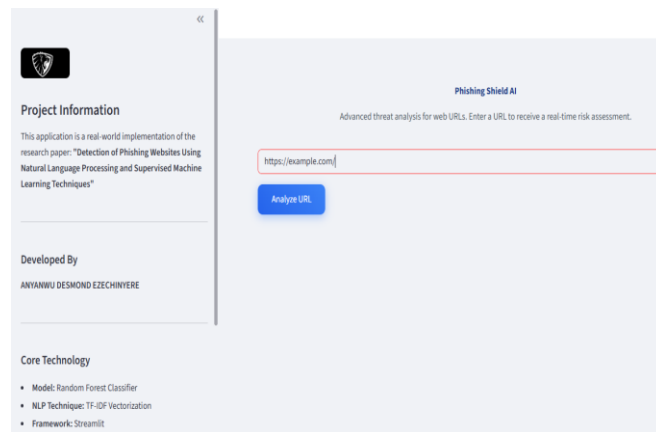 «
Project Information
This application is a real-world implementation of the
research paper: "Detection of Phishing Websites Using
Natural Language Processing and Supervised Machine
Learning Techniques"
Developed By
ANYANWU DESMOND EZECHINYERE
Core Technology
• Model: Random Forest Classifier
• NLP Technique: TF-IDF Vectorization
• Framework: Streamlit
Phishing Shield AI
Advanced threat analysis for web URLs. Enter a URL to receive a real-time risk assessment.
https://example.com/
Analyze URL